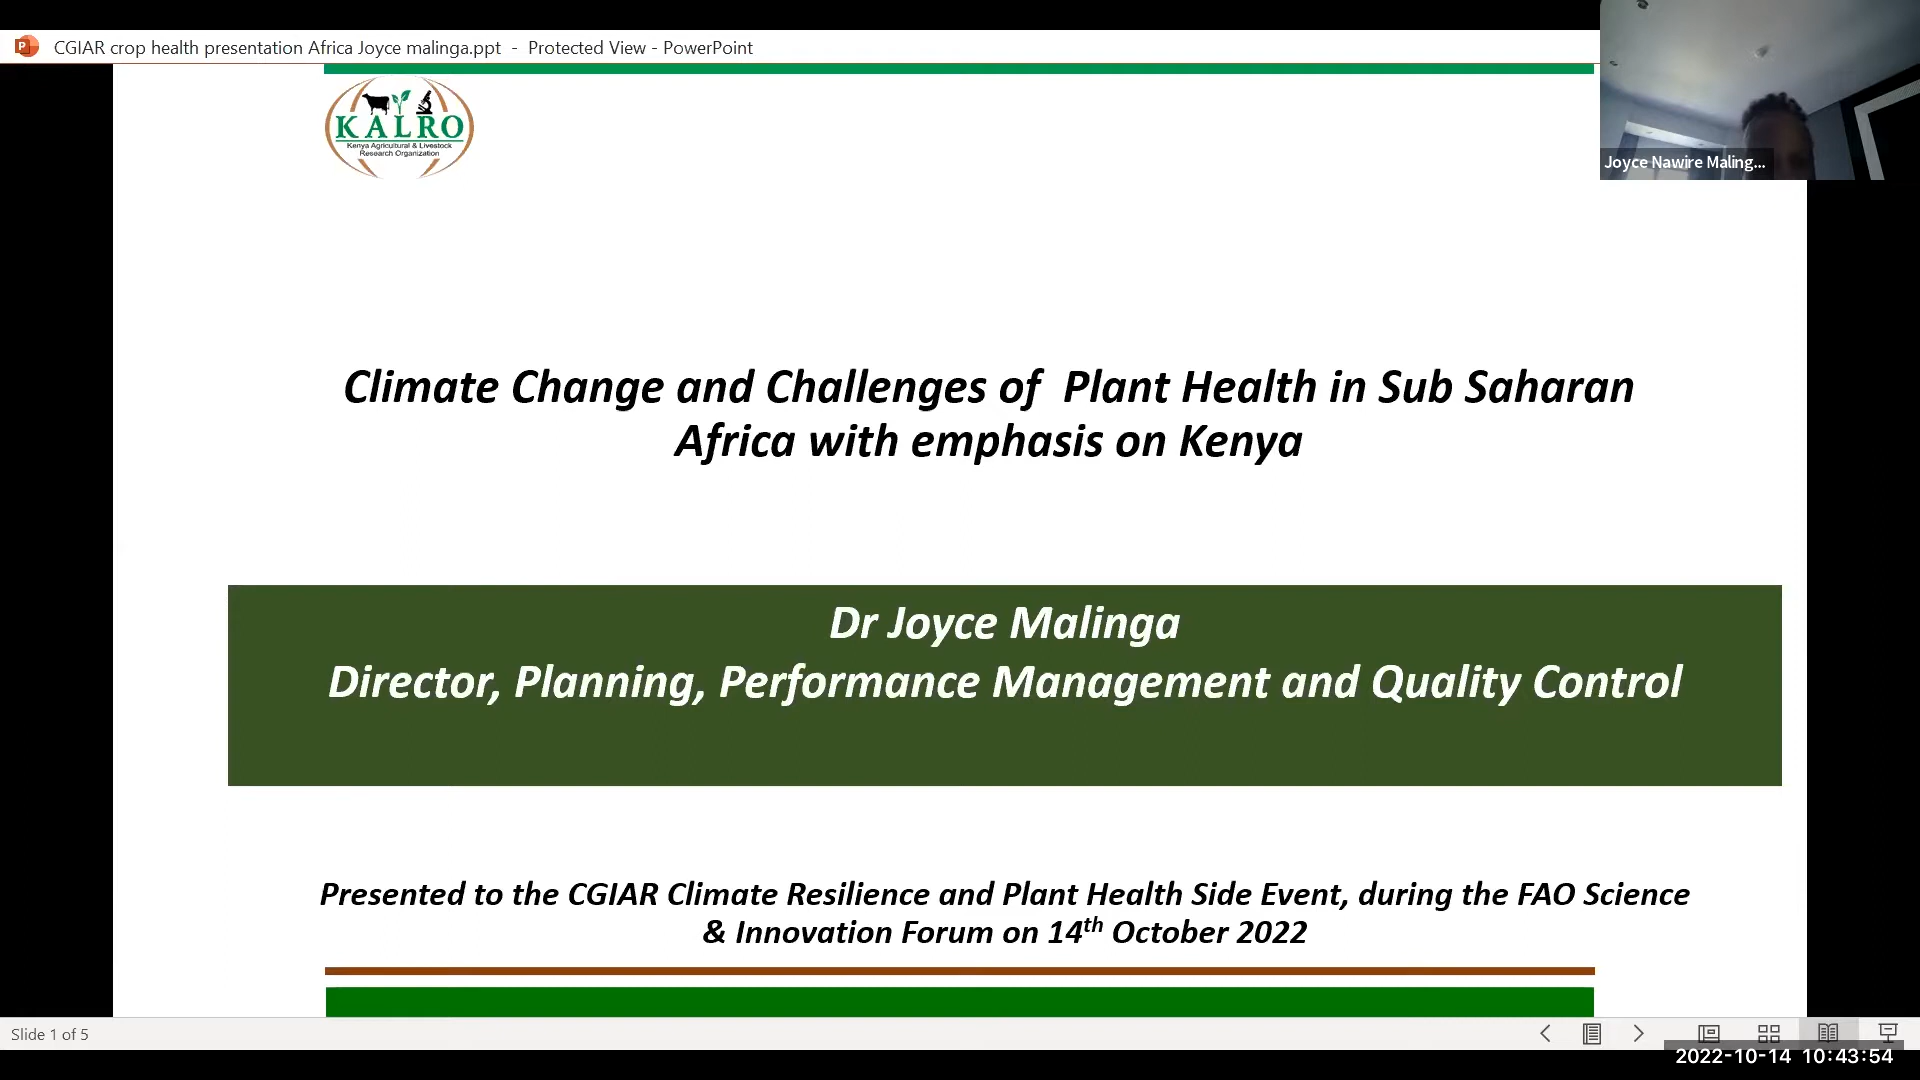 CGIAR crop health presentation Africa Joyce malinga.ppt - Protected View - PowerPoint
KALRO
Kenya Agricultural & Livestock
Research Organization
Joyce Nawire Maling...
Climate Change and Challenges of Plant Health in Sub Saharan
Africa with emphasis on Kenya
Dr Joyce Malinga
Director, Planning, Performance Management and Quality Control
Presented to the CGIAR Climate Resilience and Plant Health Side Event, during the FAO Science
& Innovation Forum on 14th October 2022
Slide 1 of 5
2022-10-14 10:43:54